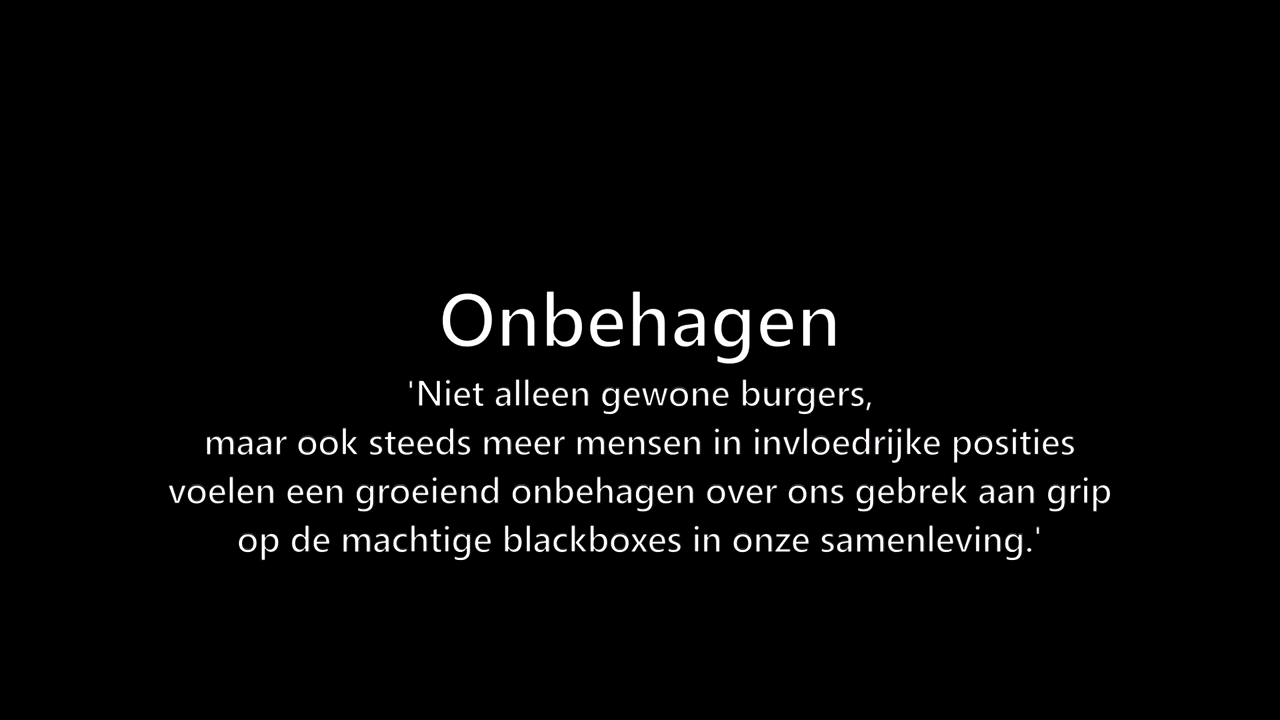 Onbehagen
'Niet alleen gewone burgers,
maar ook steeds meer mensen in invloedrijke posities
voelen een groeiend onbehagen over ons gebrek aan grip
op de machtige blackboxes in onze samenleving.'